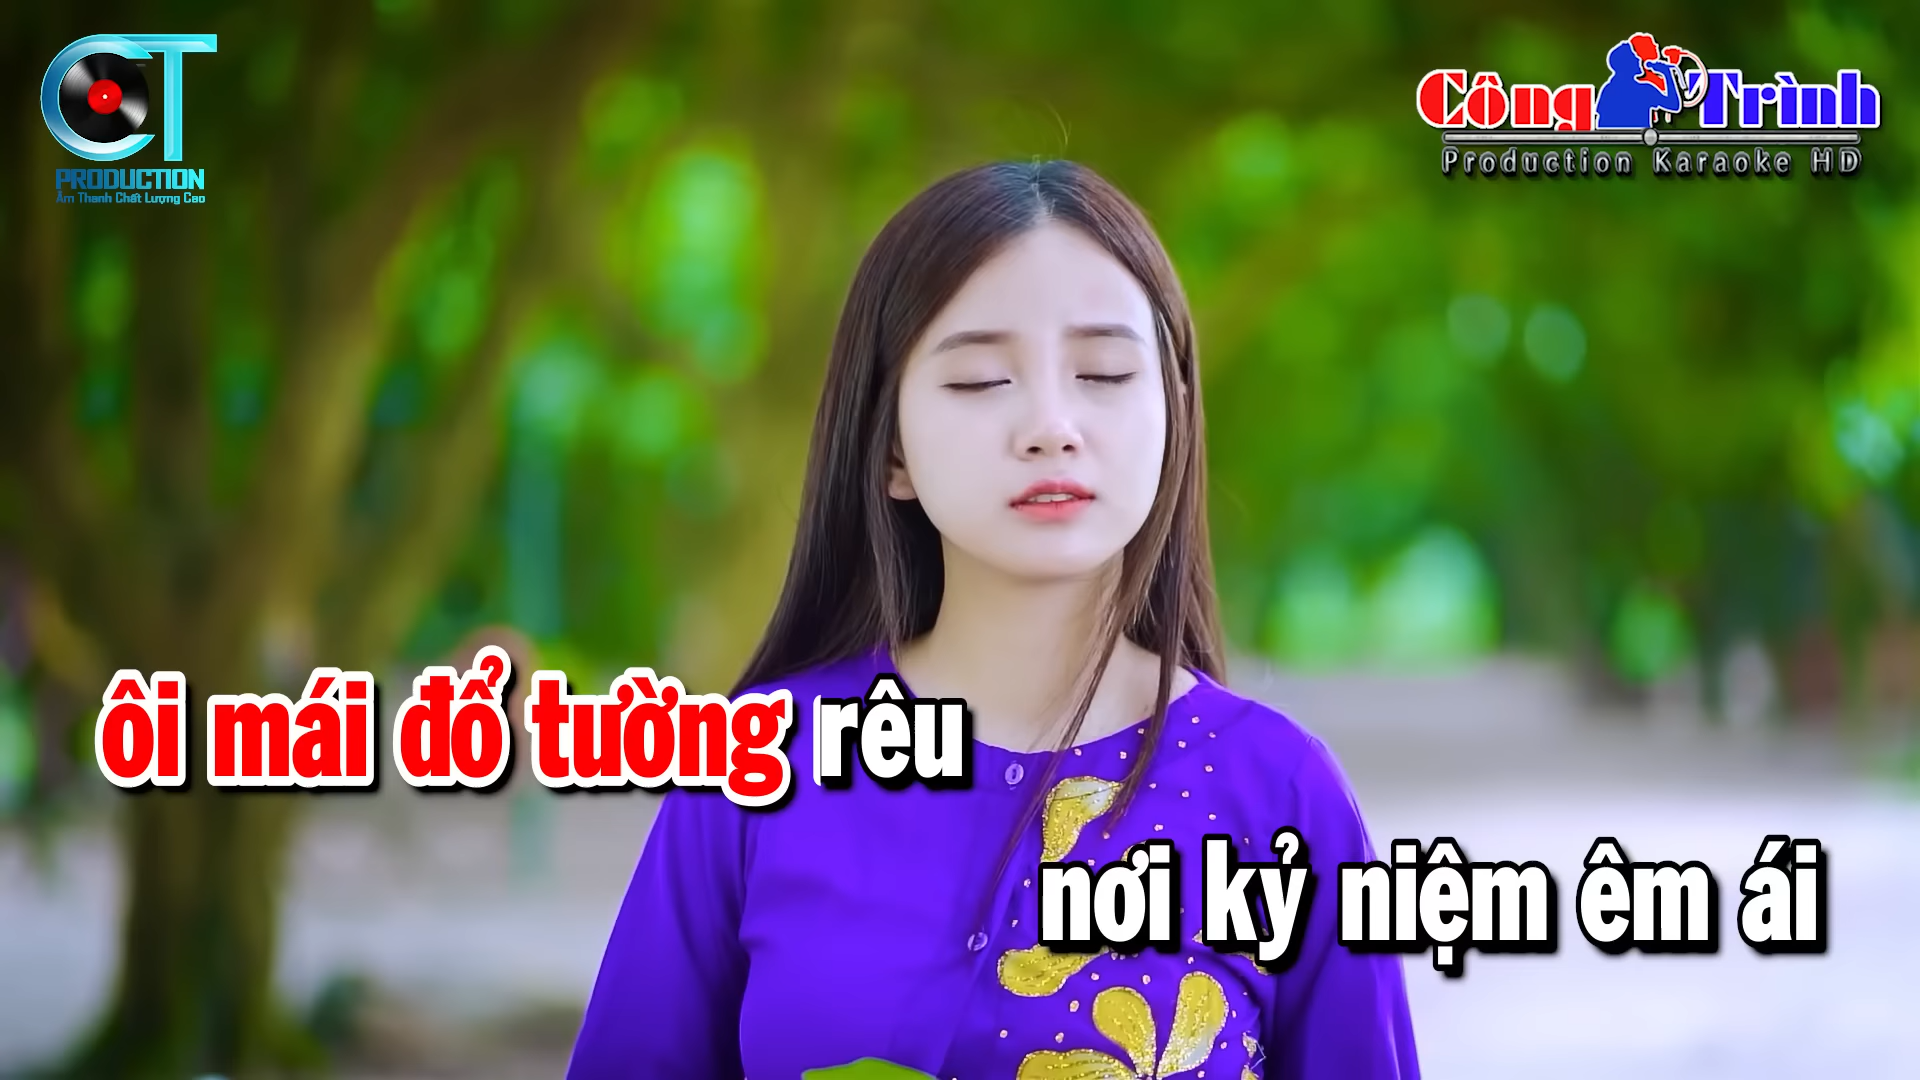 CT
PRODUCTION
Âm Thanh Chất Lượng Cao
Công Trình
Production Karaoke HD
ôi mái đổ tường rêu
nơi kỷ niệm êm ái